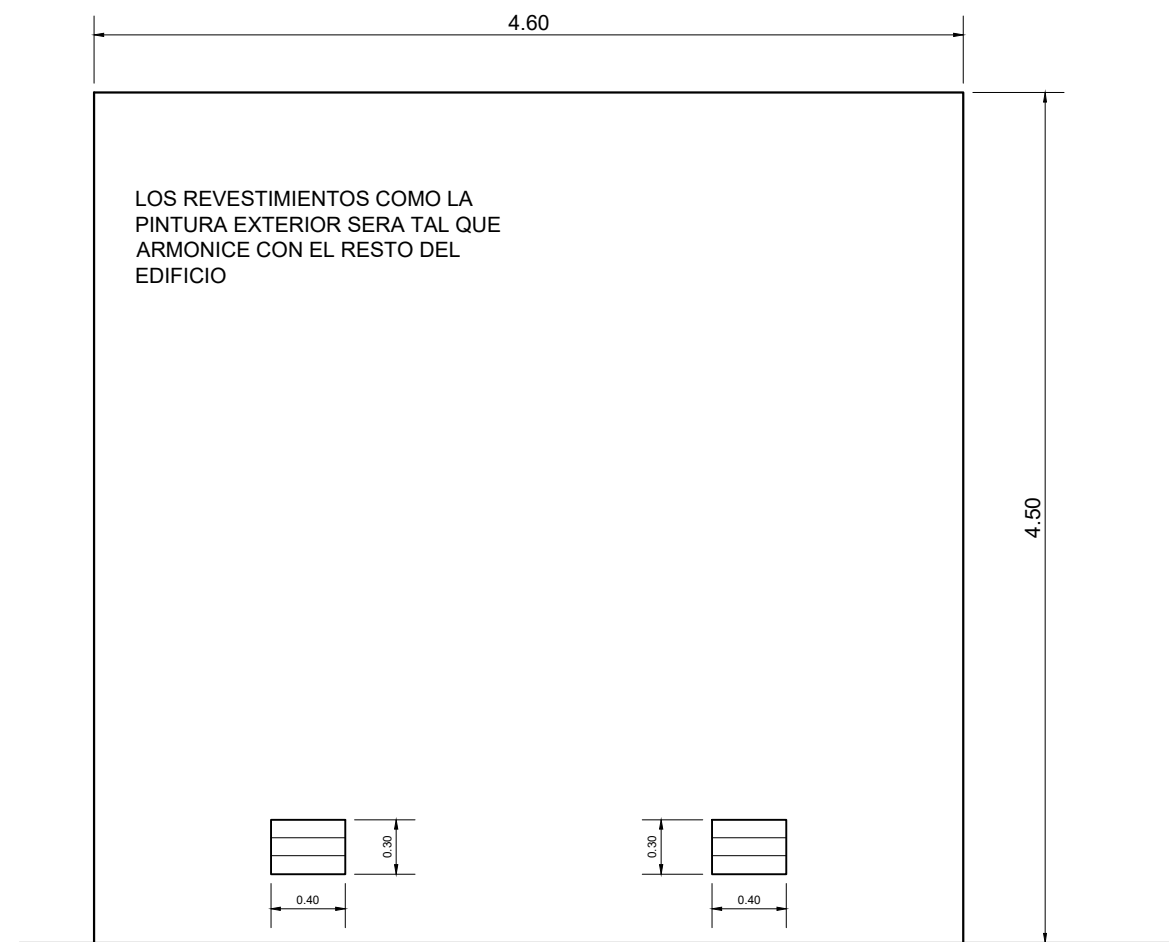 4.60
LOS REVESTIMIENTOS COMO LA
PINTURA EXTERIOR SERA TAL QUE
ARMONICE CON EL RESTO DEL
EDIFICIO
4.50
0.30
0.30
0.40
0.40